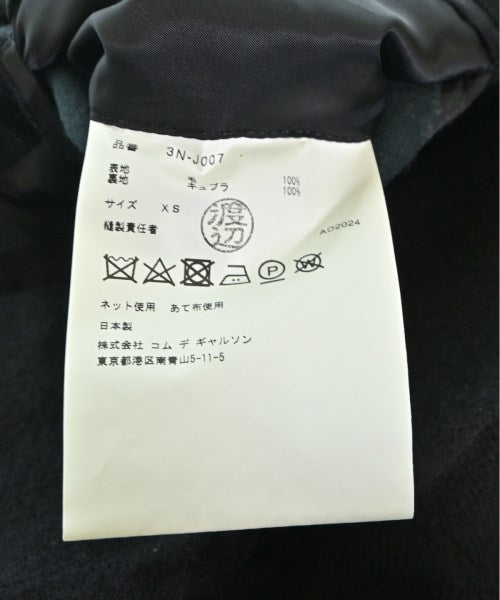 品番 3N-J007
表地 毛 100%
裏地 キュプラ 100%
サイズ XS
縫製責任者 渡辺 AD2024
P W
ネット使用 あて布使用
日本製
株式会社 コム デ ギャルソン
東京都港区南青山5-11-5